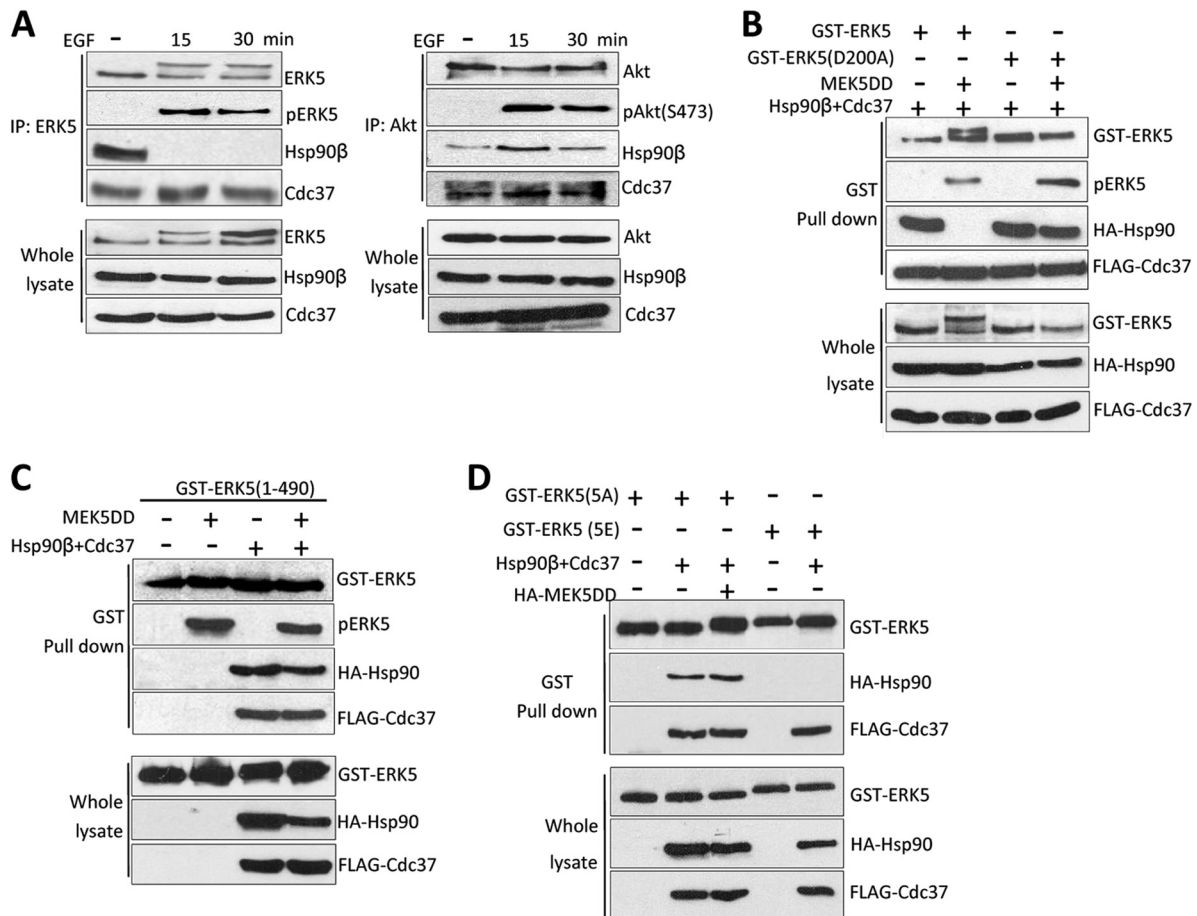 A
EGF – 15 30 min
ERK5
pERK5
Hsp90β
Cdc37
IP: ERK5
ERK5
Hsp90β
Cdc37
Whole
lysate
EGF – 15 30 min
Akt
pAkt(S473)
Hsp90β
Cdc37
IP: Akt
Akt
Hsp90β
Cdc37
Whole
lysate
B
GST-ERK5 + + - -
GST-ERK5(D200A) - - + +
MEK5DD - + - +
Hsp90β+Cdc37 + + + +
GST-ERK5
pERK5
HA-Hsp90
FLAG-Cdc37
GST
Pull down
GST-ERK5
HA-Hsp90
FLAG-Cdc37
Whole
lysate
C
GST-ERK5(1-490)
MEK5DD - + - +
Hsp90β+Cdc37 - - + +
GST-ERK5
pERK5
HA-Hsp90
FLAG-Cdc37
GST
Pull down
GST-ERK5
HA-Hsp90
FLAG-Cdc37
Whole
lysate
D
GST-ERK5(5A) + + + - -
GST-ERK5 (5E) - - - + +
Hsp90β+Cdc37 - + + - +
HA-MEK5DD - - + - -
GST-ERK5
HA-Hsp90
FLAG-Cdc37
GST
Pull down
GST-ERK5
HA-Hsp90
FLAG-Cdc37
Whole
lysate